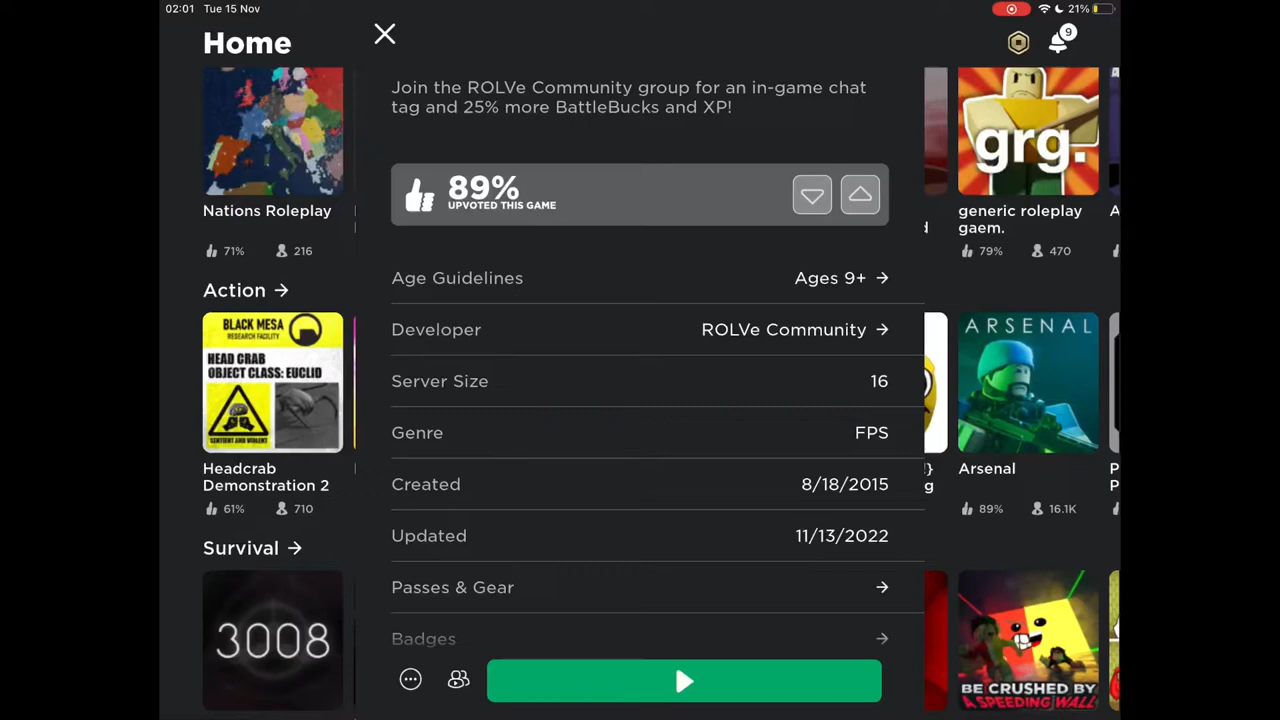 02:01 Tue 15 Nov
21%
Home
9
Join the ROLVe Community group for an in-game chat
tag and 25% more BattleBucks and XP!
89%
UPVOTED THIS GAME
Age Guidelines
Ages 9+
Developer
ROLVe Community
Server Size
16
Genre
FPS
Created
8/18/2015
Updated
11/13/2022
Passes & Gear
Badges
Nations Roleplay
71% 216
Action
BLACK MESA
RESEARCH FACILITY
HEAD CRAB
OBJECT CLASS: EUCLID
SENTIENT AND VIOLENT
Headcrab
Demonstration 2
61% 710
Survival
3008
grg.
generic roleplay
gaem.
79% 470
ARSENAL
Arsenal
89% 16.1K
BE CRUSHED BY
A SPEEDING WALL